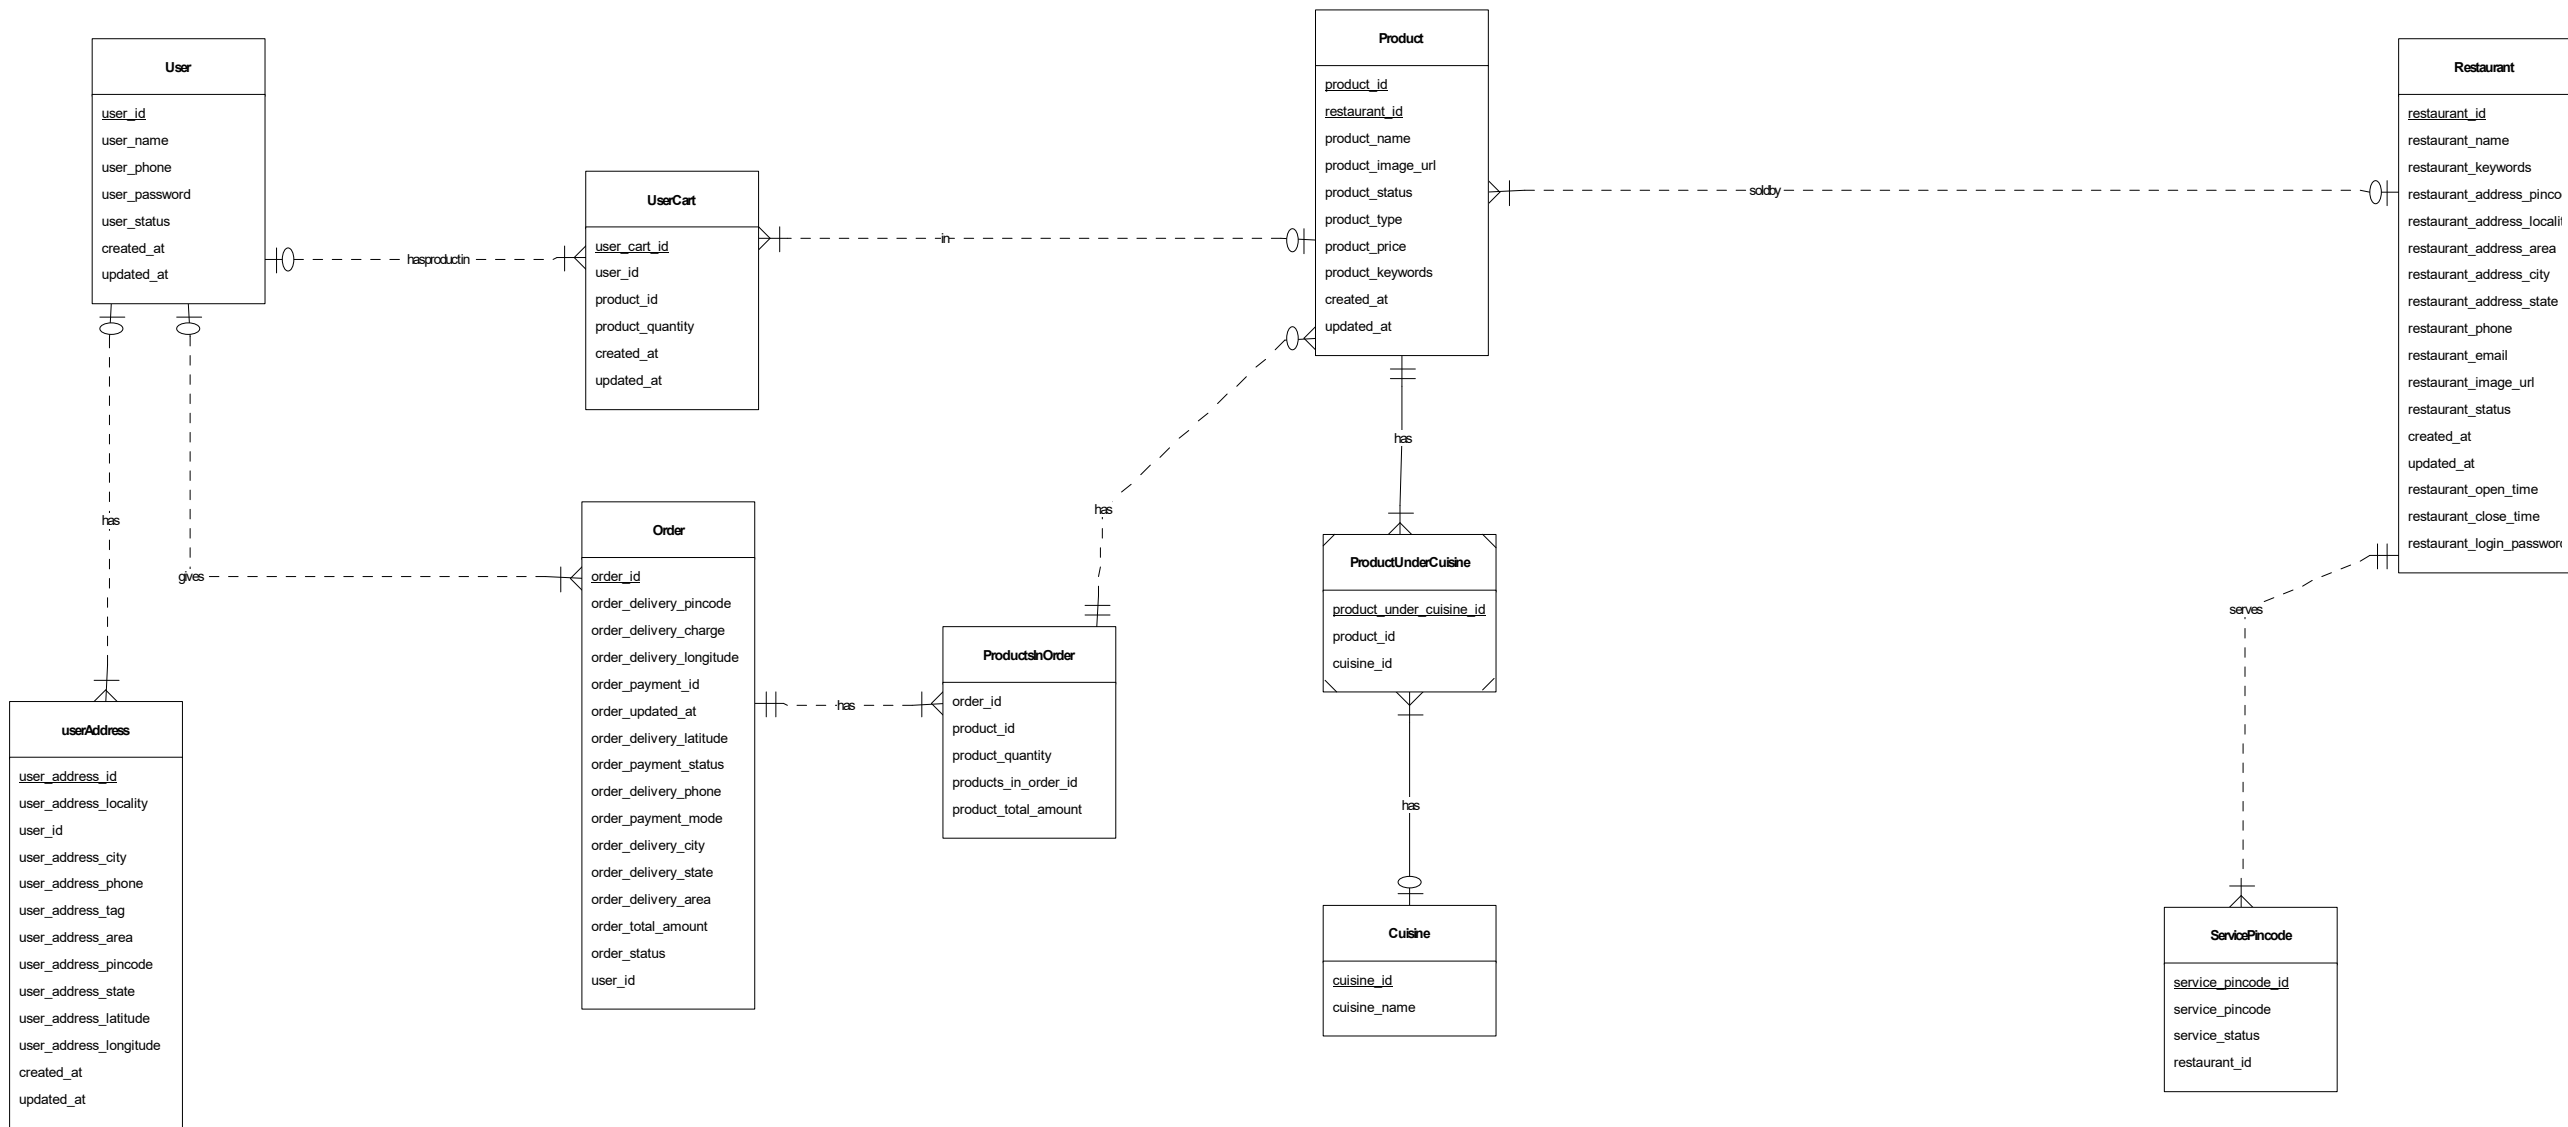 User
user_id
user_name
user_phone
user_password
user_status
created_at
updated_at
hasproductin
UserCart
user_cart_id
user_id
product_id
product_quantity
created_at
updated_at
in
Product
product_id
restaurant_id
product_name
product_image_url
product_status
product_type
product_price
product_keywords
created_at
updated_at
soldby
Restaurant
restaurant_id
restaurant_name
restaurant_keywords
restaurant_address_pinco
restaurant_address_locali
restaurant_address_area
restaurant_address_city
restaurant_address_state
restaurant_phone
restaurant_email
restaurant_image_url
restaurant_status
created_at
updated_at
restaurant_open_time
restaurant_close_time
restaurant_login_passwor
has
gives
has
has
serves
userAddress
user_address_id
user_address_locality
user_id
user_address_city
user_address_phone
user_address_tag
user_address_area
user_address_pincode
user_address_state
user_address_latitude
user_address_longitude
created_at
updated_at
Order
order_id
order_delivery_pincode
order_delivery_charge
order_delivery_longitude
order_payment_id
order_updated_at
order_delivery_latitude
order_payment_status
order_delivery_phone
order_payment_mode
order_delivery_city
order_delivery_state
order_delivery_area
order_total_amount
order_status
user_id
has
ProductsInOrder
order_id
product_id
product_quantity
products_in_order_id
product_total_amount
ProductUnderCuisine
product_under_cuisine_id
product_id
cuisine_id
has
Cuisine
cuisine_id
cuisine_name
ServicePincode
service_pincode_id
service_pincode
service_status
restaurant_id